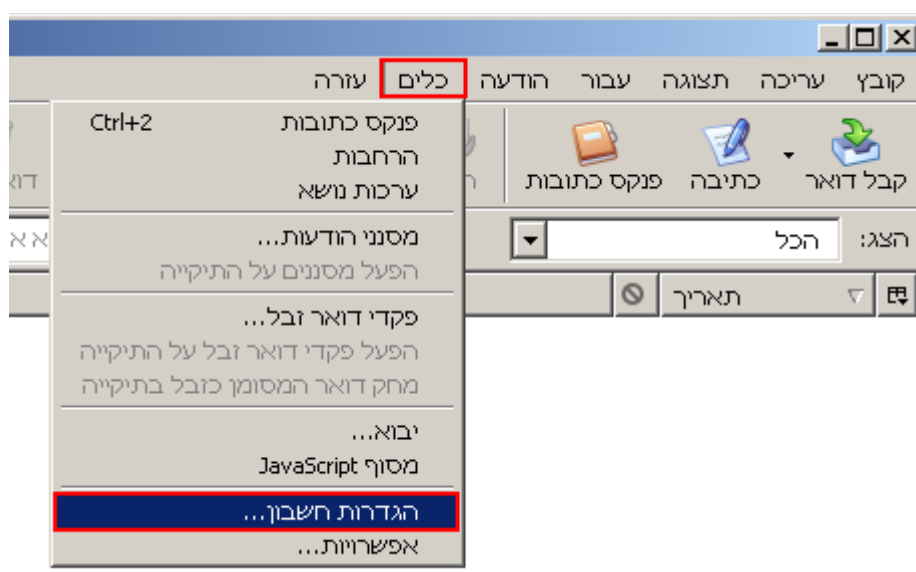 קובץ עריכה תצוגה עבור הודעה כלים עזרה
קבל דואר כתיבה פנקס כתובות
הצג: הכל
תאריך
פנקס כתובות Ctrl+2
הרחבות
ערכות נושא
מסנני הודעות...
הפעל מסננים על התיקייה
פקדי דואר זבל...
הפעל פקדי דואר זבל על התיקייה
מחק דואר המסומן כזבל בתיקייה
יבוא...
מסוף JavaScript
הגדרות חשבון...
אפשרויות...